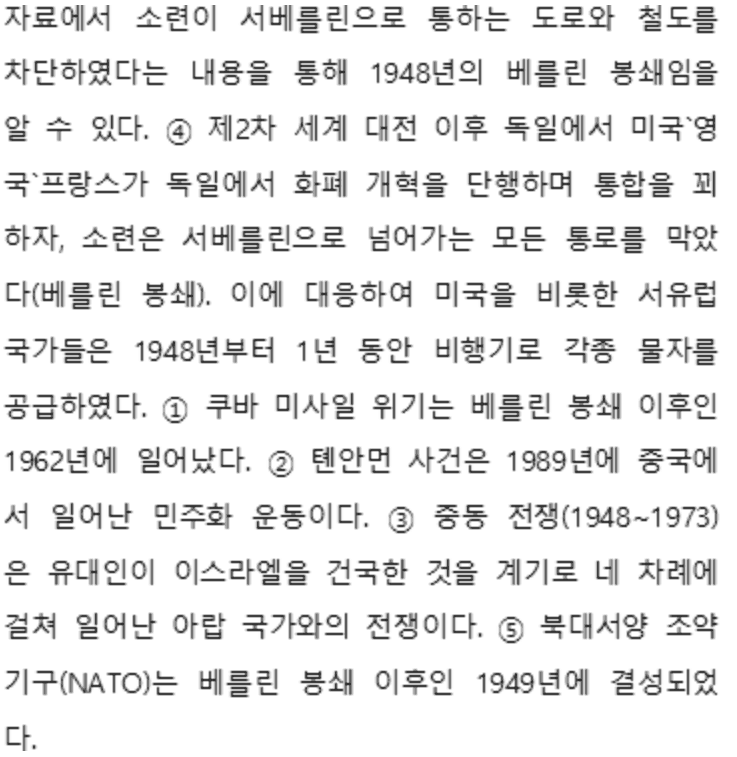 자료에서 소련이 서베를린으로 통하는 도로와 철도를
차단하였다는 내용을 통해 1948년의 베를린 봉쇄임을
알 수 있다. ④ 제2차 세계 대전 이후 독일에서 미국`영
국`프랑스가 독일에서 화폐 개혁을 단행하며 통합을 꾀
하자, 소련은 서베를린으로 넘어가는 모든 통로를 막았
다(베를린 봉쇄). 이에 대응하여 미국을 비롯한 서유럽
국가들은 1948년부터 1년 동안 비행기로 각종 물자를
공급하였다. ① 쿠바 미사일 위기는 베를린 봉쇄 이후인
1962년에 일어났다. ② 톈안먼 사건은 1989년에 중국에
서 일어난 민주화 운동이다. ③ 중동 전쟁(1948~1973)
은 유대인이 이스라엘을 건국한 것을 계기로 네 차례에
걸쳐 일어난 아랍 국가와의 전쟁이다. ⑤ 북대서양 조약
기구(NATO)는 베를린 봉쇄 이후인 1949년에 결성되었
다.